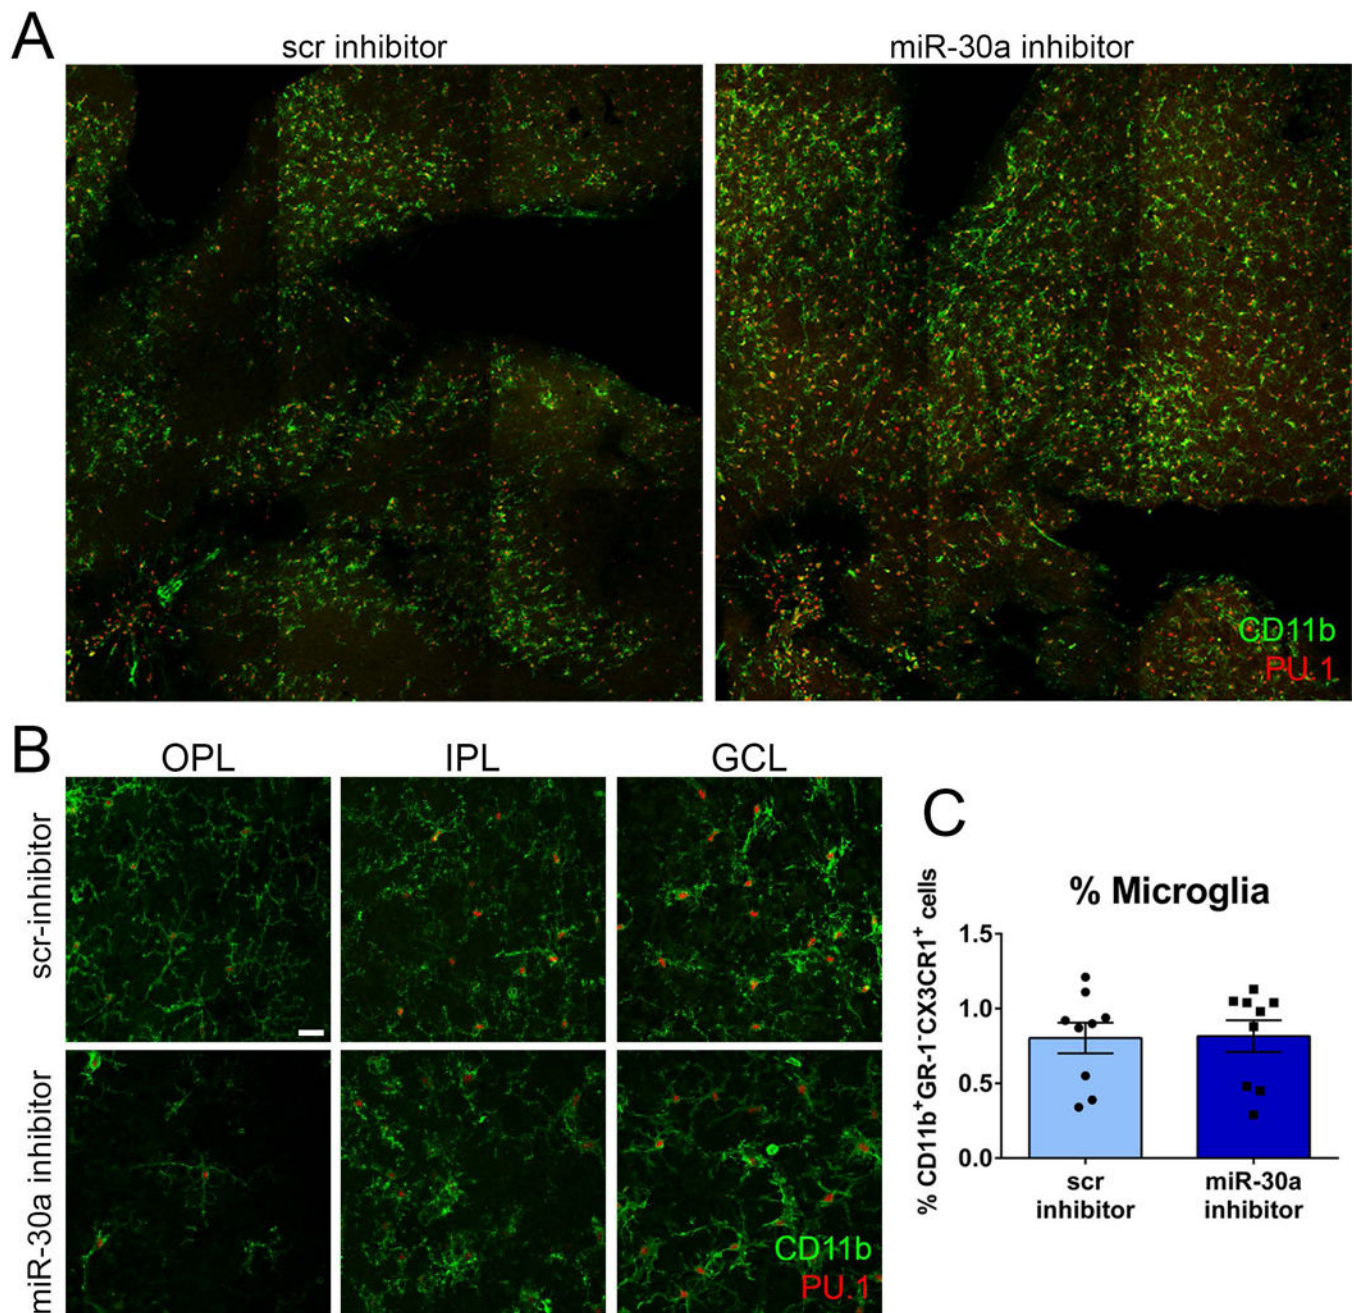 A
scr inhibitor
miR-30a inhibitor
CD11b
PU.1
B
OPL
IPL
GCL
scr-inhibitor
miR-30a inhibitor
CD11b
PU.1
C
% Microglia
% CD11b⁺GR-1⁻CX3CR1⁺ cells
1.5
1.0
0.5
0.0
scr
inhibitor
miR-30a
inhibitor